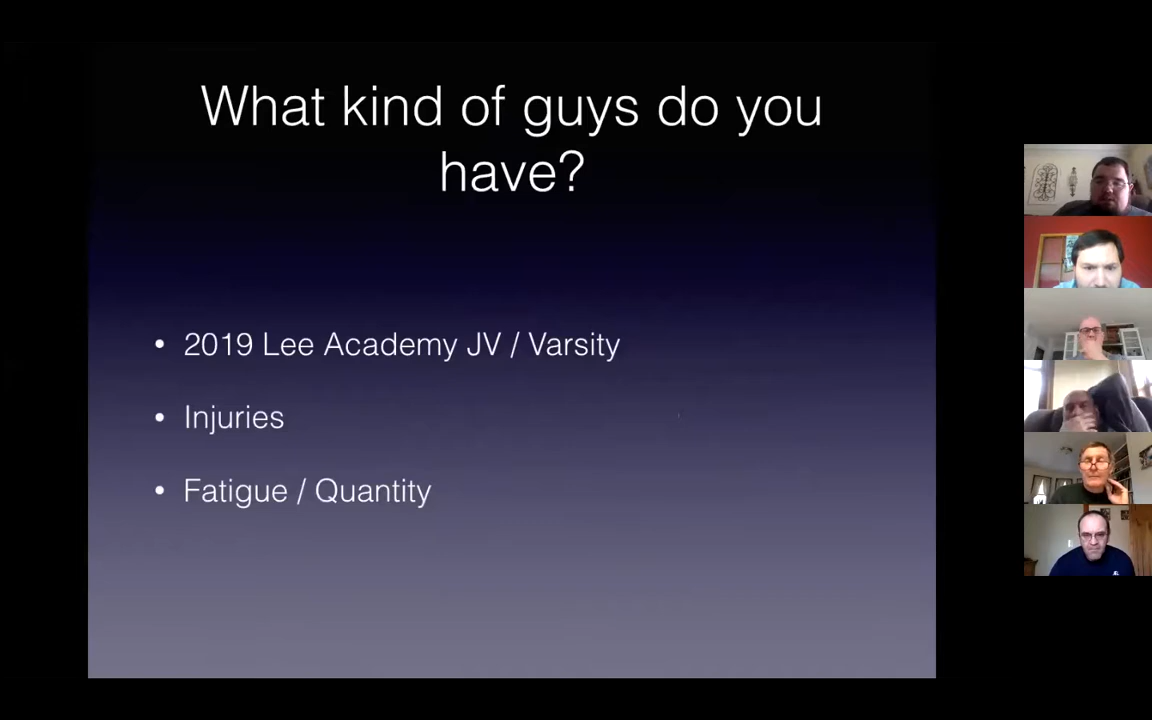 What kind of guys do you
have?
• 2019 Lee Academy JV / Varsity
• Injuries
• Fatigue / Quantity